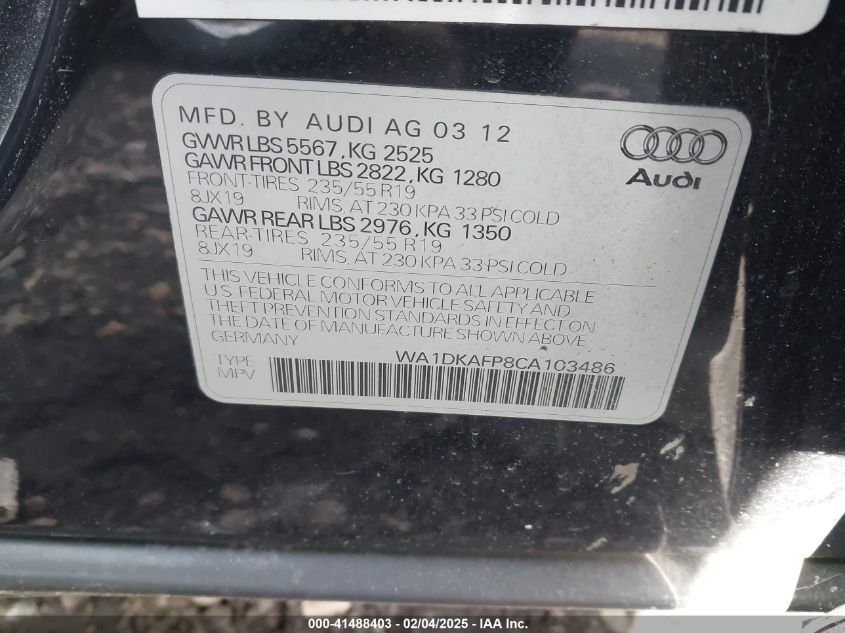 MFD. BY AUDI AG 03 12
GVWR LBS 5567, KG 2525
GAWR FRONT LBS 2822, KG 1280
FRONT-TIRES 235/55 R19
8JX19 RIMS, AT 230 KPA 33 PSI COLD
GAWR REAR LBS 2976, KG 1350
REAR-TIRES 235/55 R19
8JX19 RIMS, AT 230 KPA 33 PSI COLD
Audi
THIS VEHICLE CONFORMS TO ALL APPLICABLE
U.S. FEDERAL MOTOR VEHICLE SAFETY AND
THEFT PREVENTION STANDARDS IN EFFECT ON
THE DATE OF MANUFACTURE SHOWN ABOVE
GERMANY
TYPE WA1DKAFP8CA103486
MPV
000-41488403 - 02/04/2025 - IAA Inc.